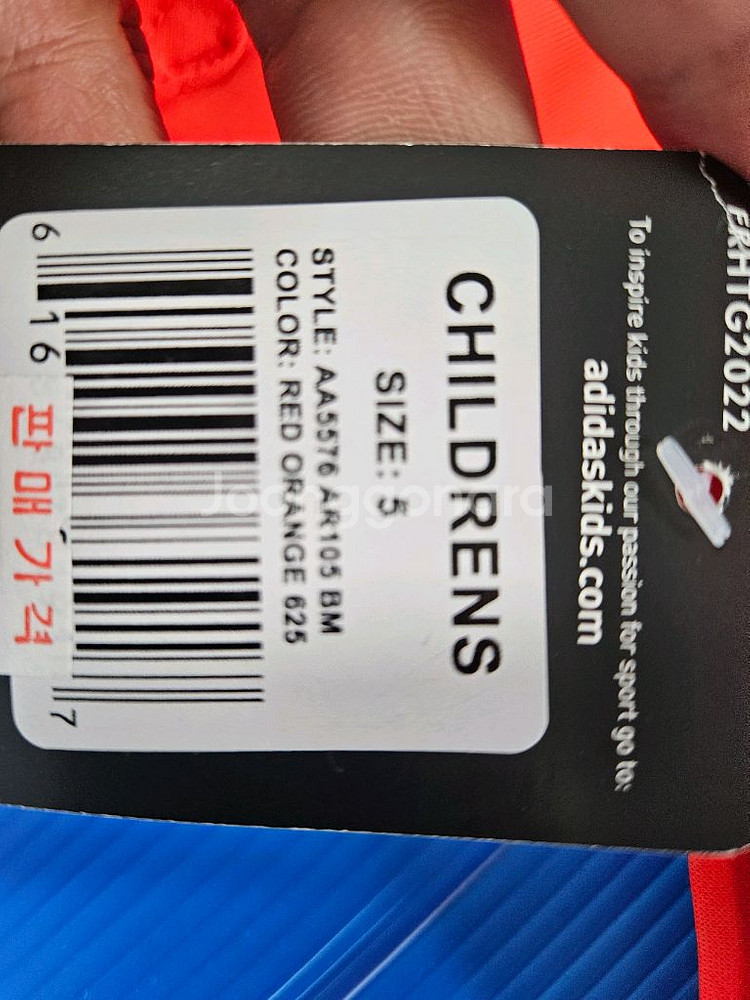 ERHTG2022
To inspire kids through our passion for sport go to:
adidaskids.com
CHILDRENS
SIZE: 5
STYLE: AA5576 AR105 BM
COLOR: RED ORANGE 625
6 16 7
판매가격
Joonggonara